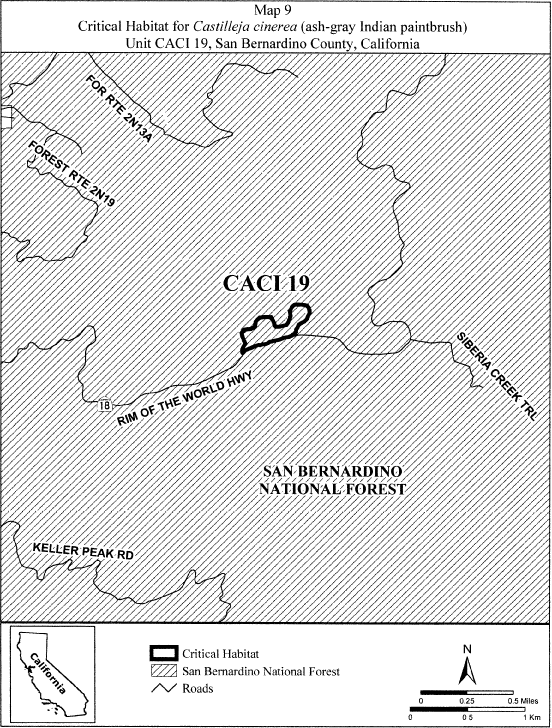 Map 9
Critical Habitat for Castilleja cinerea (ash-gray Indian paintbrush)
Unit CACI 19, San Bernardino County, California
FOR RTE 2N13A
FOREST RTE 2N19
CACI 19
SIBERIA CREEK TRL
18
RIM OF THE WORLD HWY
SAN BERNARDINO
NATIONAL FOREST
KELLER PEAK RD
California
Critical Habitat
San Bernardino National Forest
Roads
N
0 0.25 0.5 Miles
0 0 5 1 Km